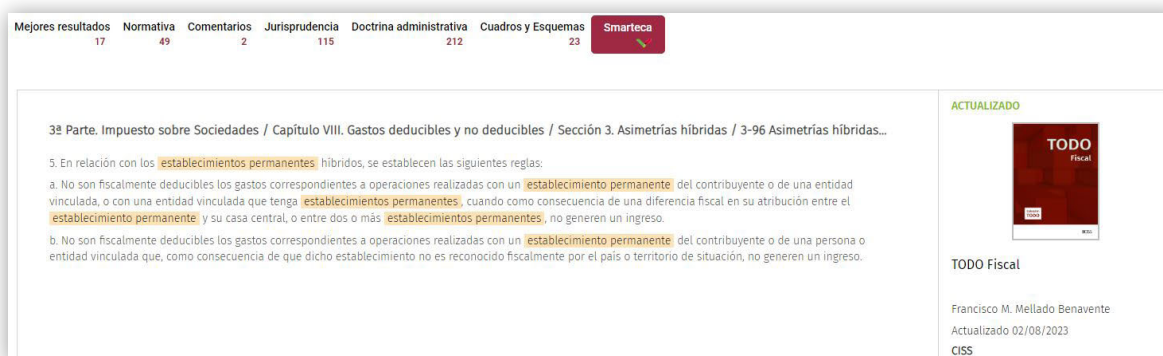 Mejores resultados Normativa Comentarios Jurisprudencia Doctrina administrativa Cuadros y Esquemas Smarteca
17 49 2 115 212 23
3ª Parte. Impuesto sobre Sociedades / Capítulo VIII. Gastos deducibles y no deducibles / Sección 3. Asimetrías híbridas / 3-96 Asimetrías híbridas...
5. En relación con los establecimientos permanentes híbridos, se establecen las siguientes reglas:
a. No son fiscalmente deducibles los gastos correspondientes a operaciones realizadas con un establecimiento permanente del contribuyente o de una entidad
vinculada, o con una entidad vinculada que tenga establecimientos permanentes, cuando como consecuencia de una diferencia fiscal en su atribución entre el
establecimiento permanente y su casa central, o entre dos o más establecimientos permanentes, no generen un ingreso.
b. No son fiscalmente deducibles los gastos correspondientes a operaciones realizadas con un establecimiento permanente del contribuyente o de una persona o
entidad vinculada que, como consecuencia de que dicho establecimiento no es reconocido fiscalmente por el país o territorio de situación, no generen un ingreso.
ACTUALIZADO
TODO
Fiscal
TODO
TODO Fiscal
Francisco M. Mellado Benavente
Actualizado 02/08/2023
CISS